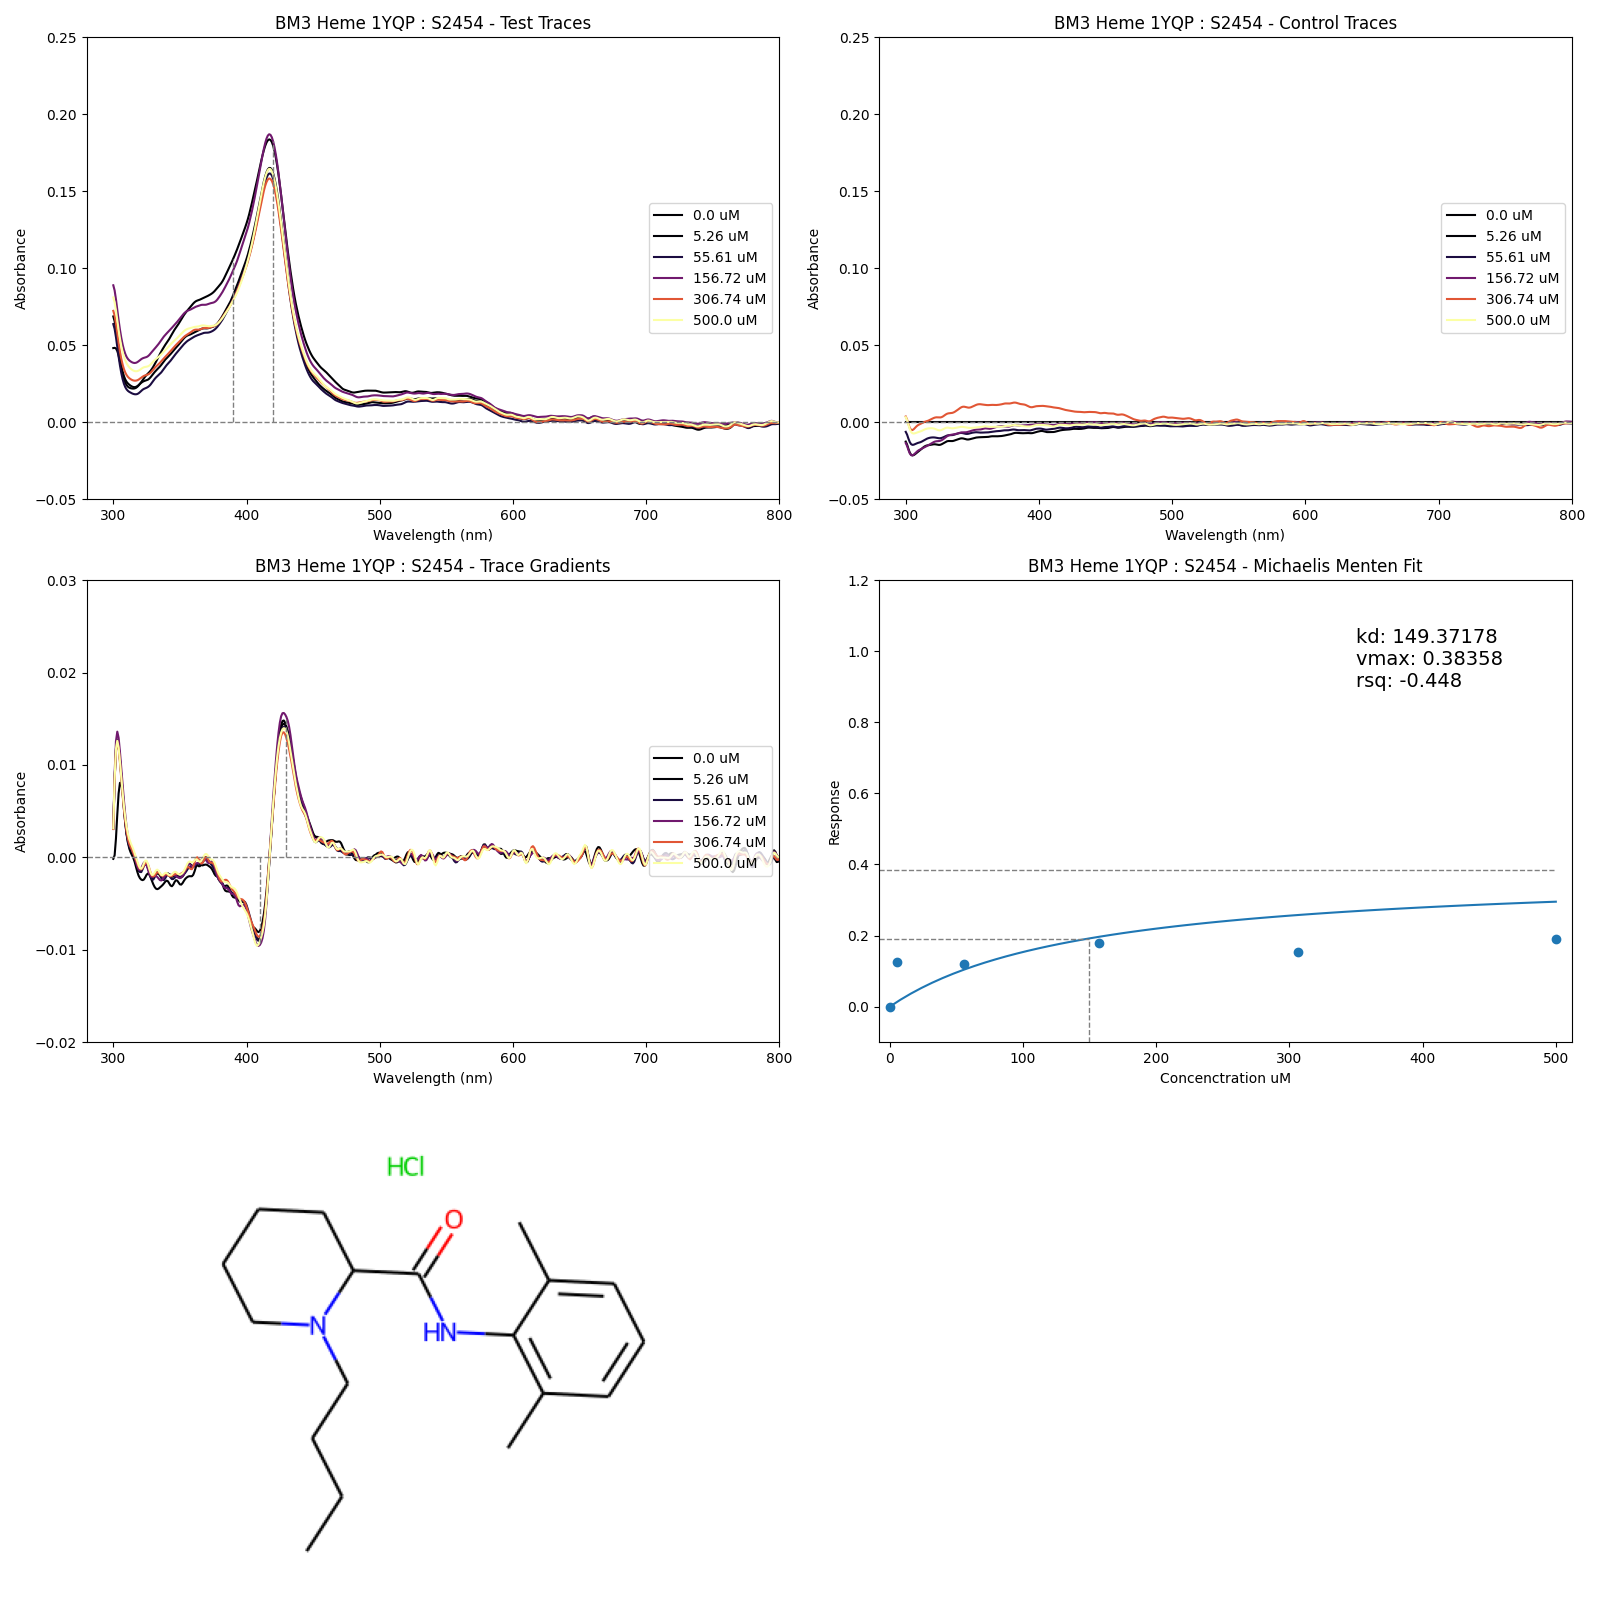 BM3 Heme 1YQP : S2454 - Test Traces
0.25
0.20
0.15
0.10
0.05
0.00
−0.05
Absorbance
300 400 500 600 700 800
Wavelength (nm)
0.0 uM
5.26 uM
55.61 uM
156.72 uM
306.74 uM
500.0 uM
BM3 Heme 1YQP : S2454 - Control Traces
0.25
0.20
0.15
0.10
0.05
0.00
−0.05
Absorbance
300 400 500 600 700 800
Wavelength (nm)
0.0 uM
5.26 uM
55.61 uM
156.72 uM
306.74 uM
500.0 uM
BM3 Heme 1YQP : S2454 - Trace Gradients
0.03
0.02
0.01
0.00
−0.01
−0.02
Absorbance
300 400 500 600 700 800
Wavelength (nm)
0.0 uM
5.26 uM
55.61 uM
156.72 uM
306.74 uM
500.0 uM
BM3 Heme 1YQP : S2454 - Michaelis Menten Fit
1.2
1.0
0.8
0.6
0.4
0.2
0.0
Response
kd: 149.37178
vmax: 0.38358
rsq: -0.448
0 100 200 300 400 500
Concenctration uM
HCl
O
N
HN